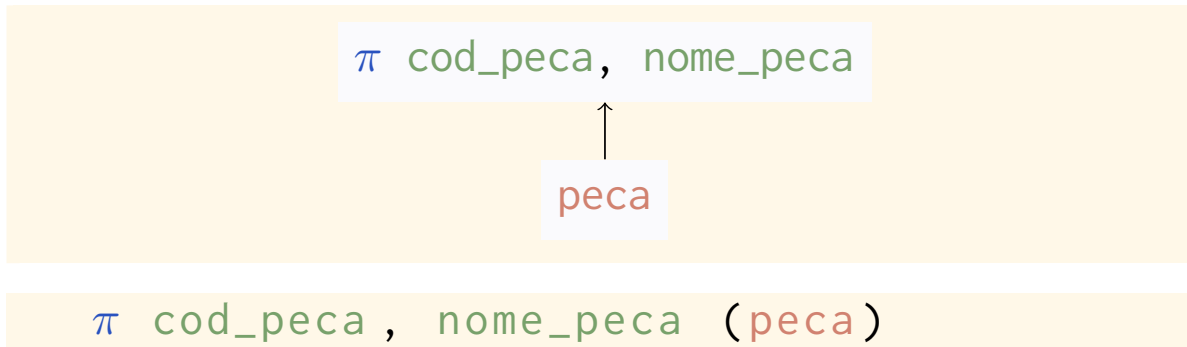 π cod_peca, nome_peca
peca
π cod_peca, nome_peca (peca)